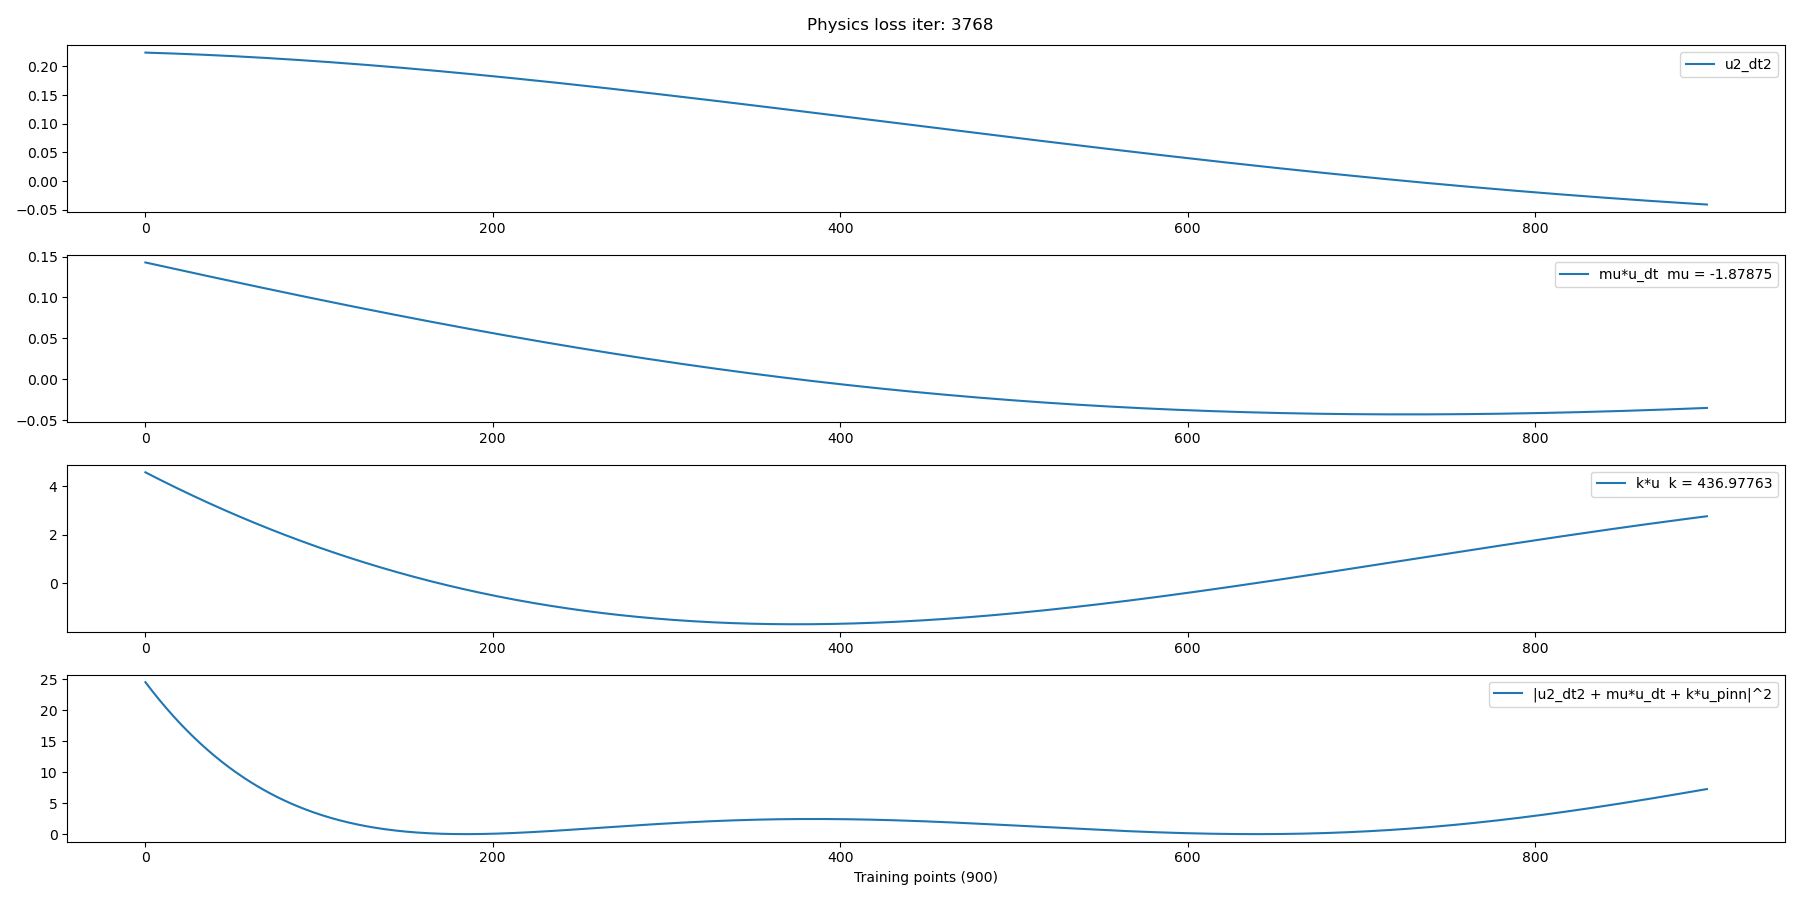 Physics loss iter: 3768
u2_dt2
0.20
0.15
0.10
0.05
0.00
−0.05
0 200 400 600 800
mu*u_dt mu = -1.87875
0.15
0.10
0.05
0.00
−0.05
0 200 400 600 800
k*u k = 436.97763
4
2
0
0 200 400 600 800
|u2_dt2 + mu*u_dt + k*u_pinn|^2
25
20
15
10
5
0
0 200 400 600 800
Training points (900)